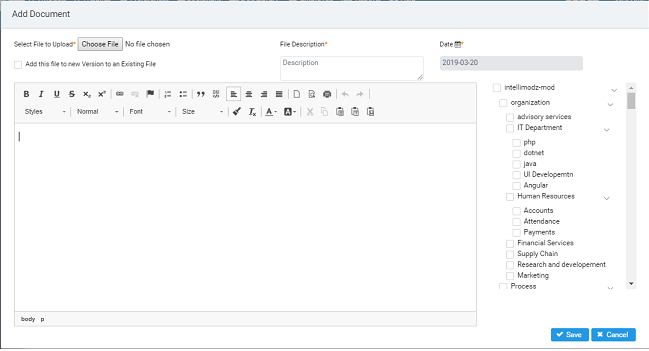 Add Document
Select File to Upload* Choose File No file chosen
File Description*
Date *
Add this file to new Version to an Existing File
Description
2019-03-20
B I U S x₂ x²
Styles Normal Font Size
A A
body p
intellimodz-mod
organization
advisory services
IT Department
php
dotnet
java
UI Developemtn
Angular
Human Resources
Accounts
Attendance
Payments
Financial Services
Supply Chain
Research and developement
Marketing
Process
Save Cancel